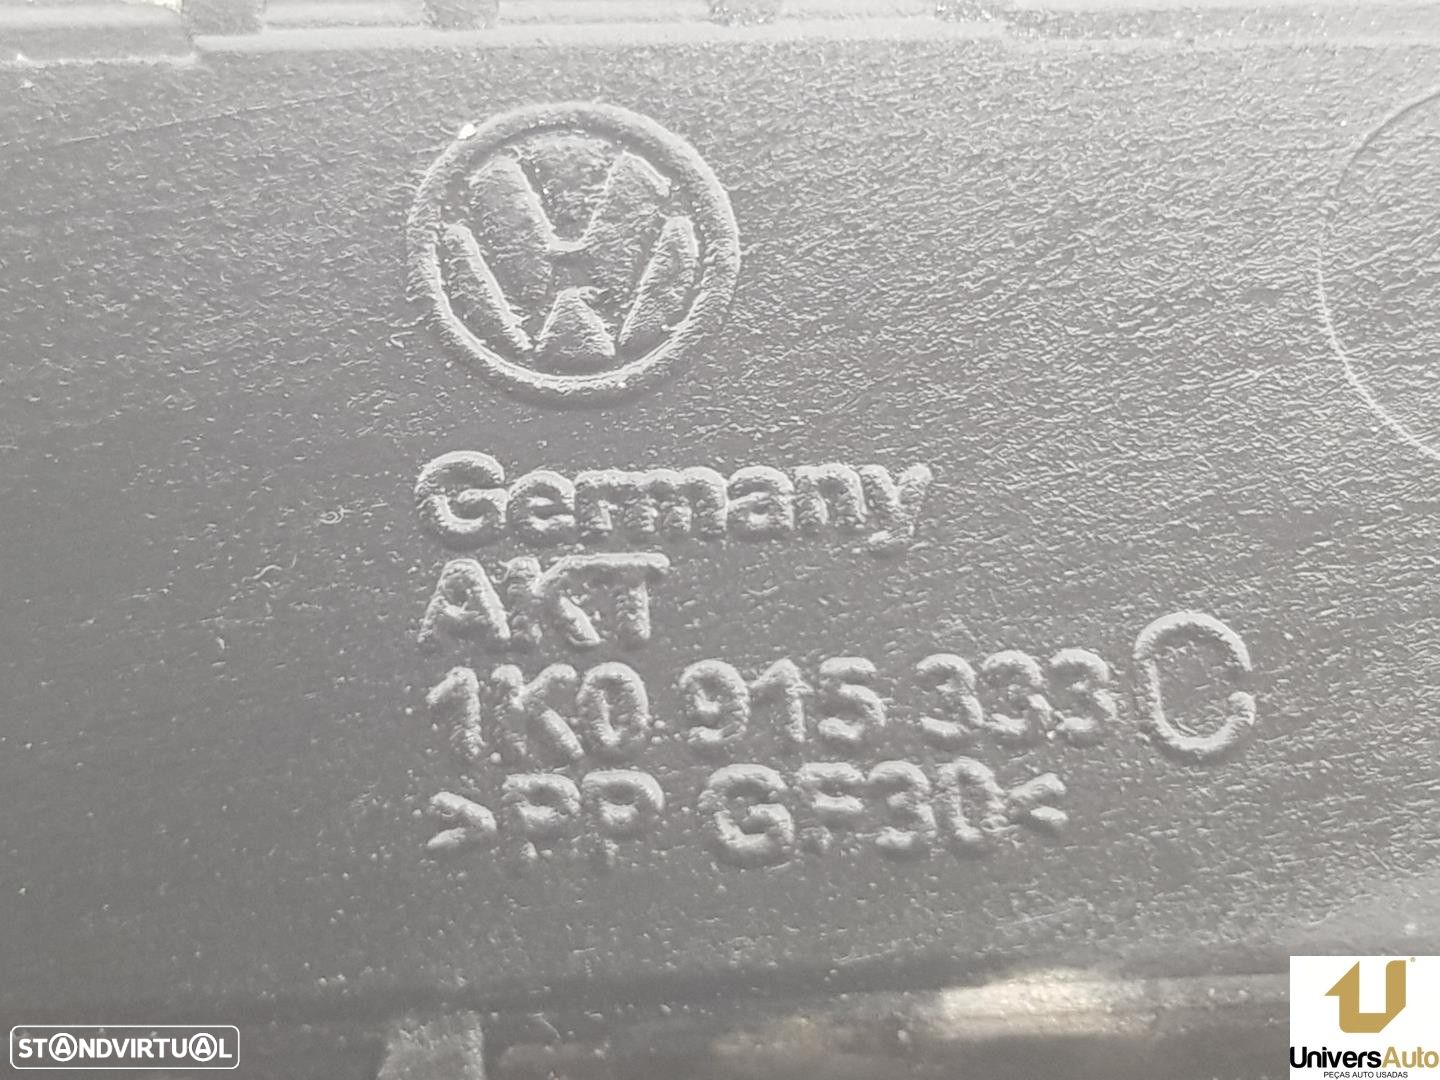 Germany
AKT
1K0 915 333 C
>PP GF30<
STANDVIRTUAL
UniversAuto
PEÇAS AUTO USADAS